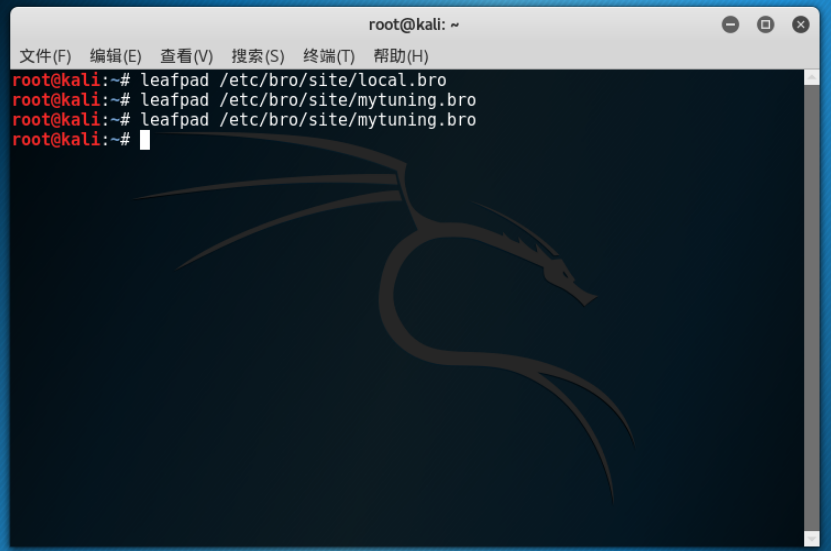 root@kali: ~
文件(F) 编辑(E) 查看(V) 搜索(S) 终端(T) 帮助(H)
root@kali:~# leafpad /etc/bro/site/local.bro
root@kali:~# leafpad /etc/bro/site/mytuning.bro
root@kali:~# leafpad /etc/bro/site/mytuning.bro
root@kali:~#